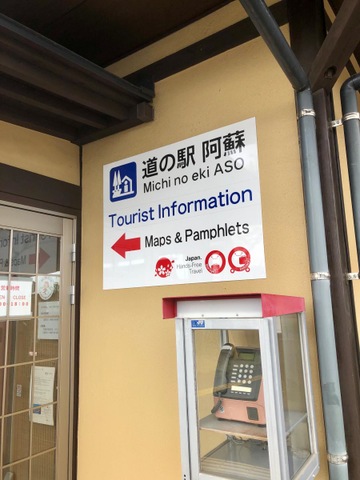 道の駅 阿蘇
Michi no eki ASO
Tourist Information
Maps & Pamphlets
Japan.
Hands-Free
Travel